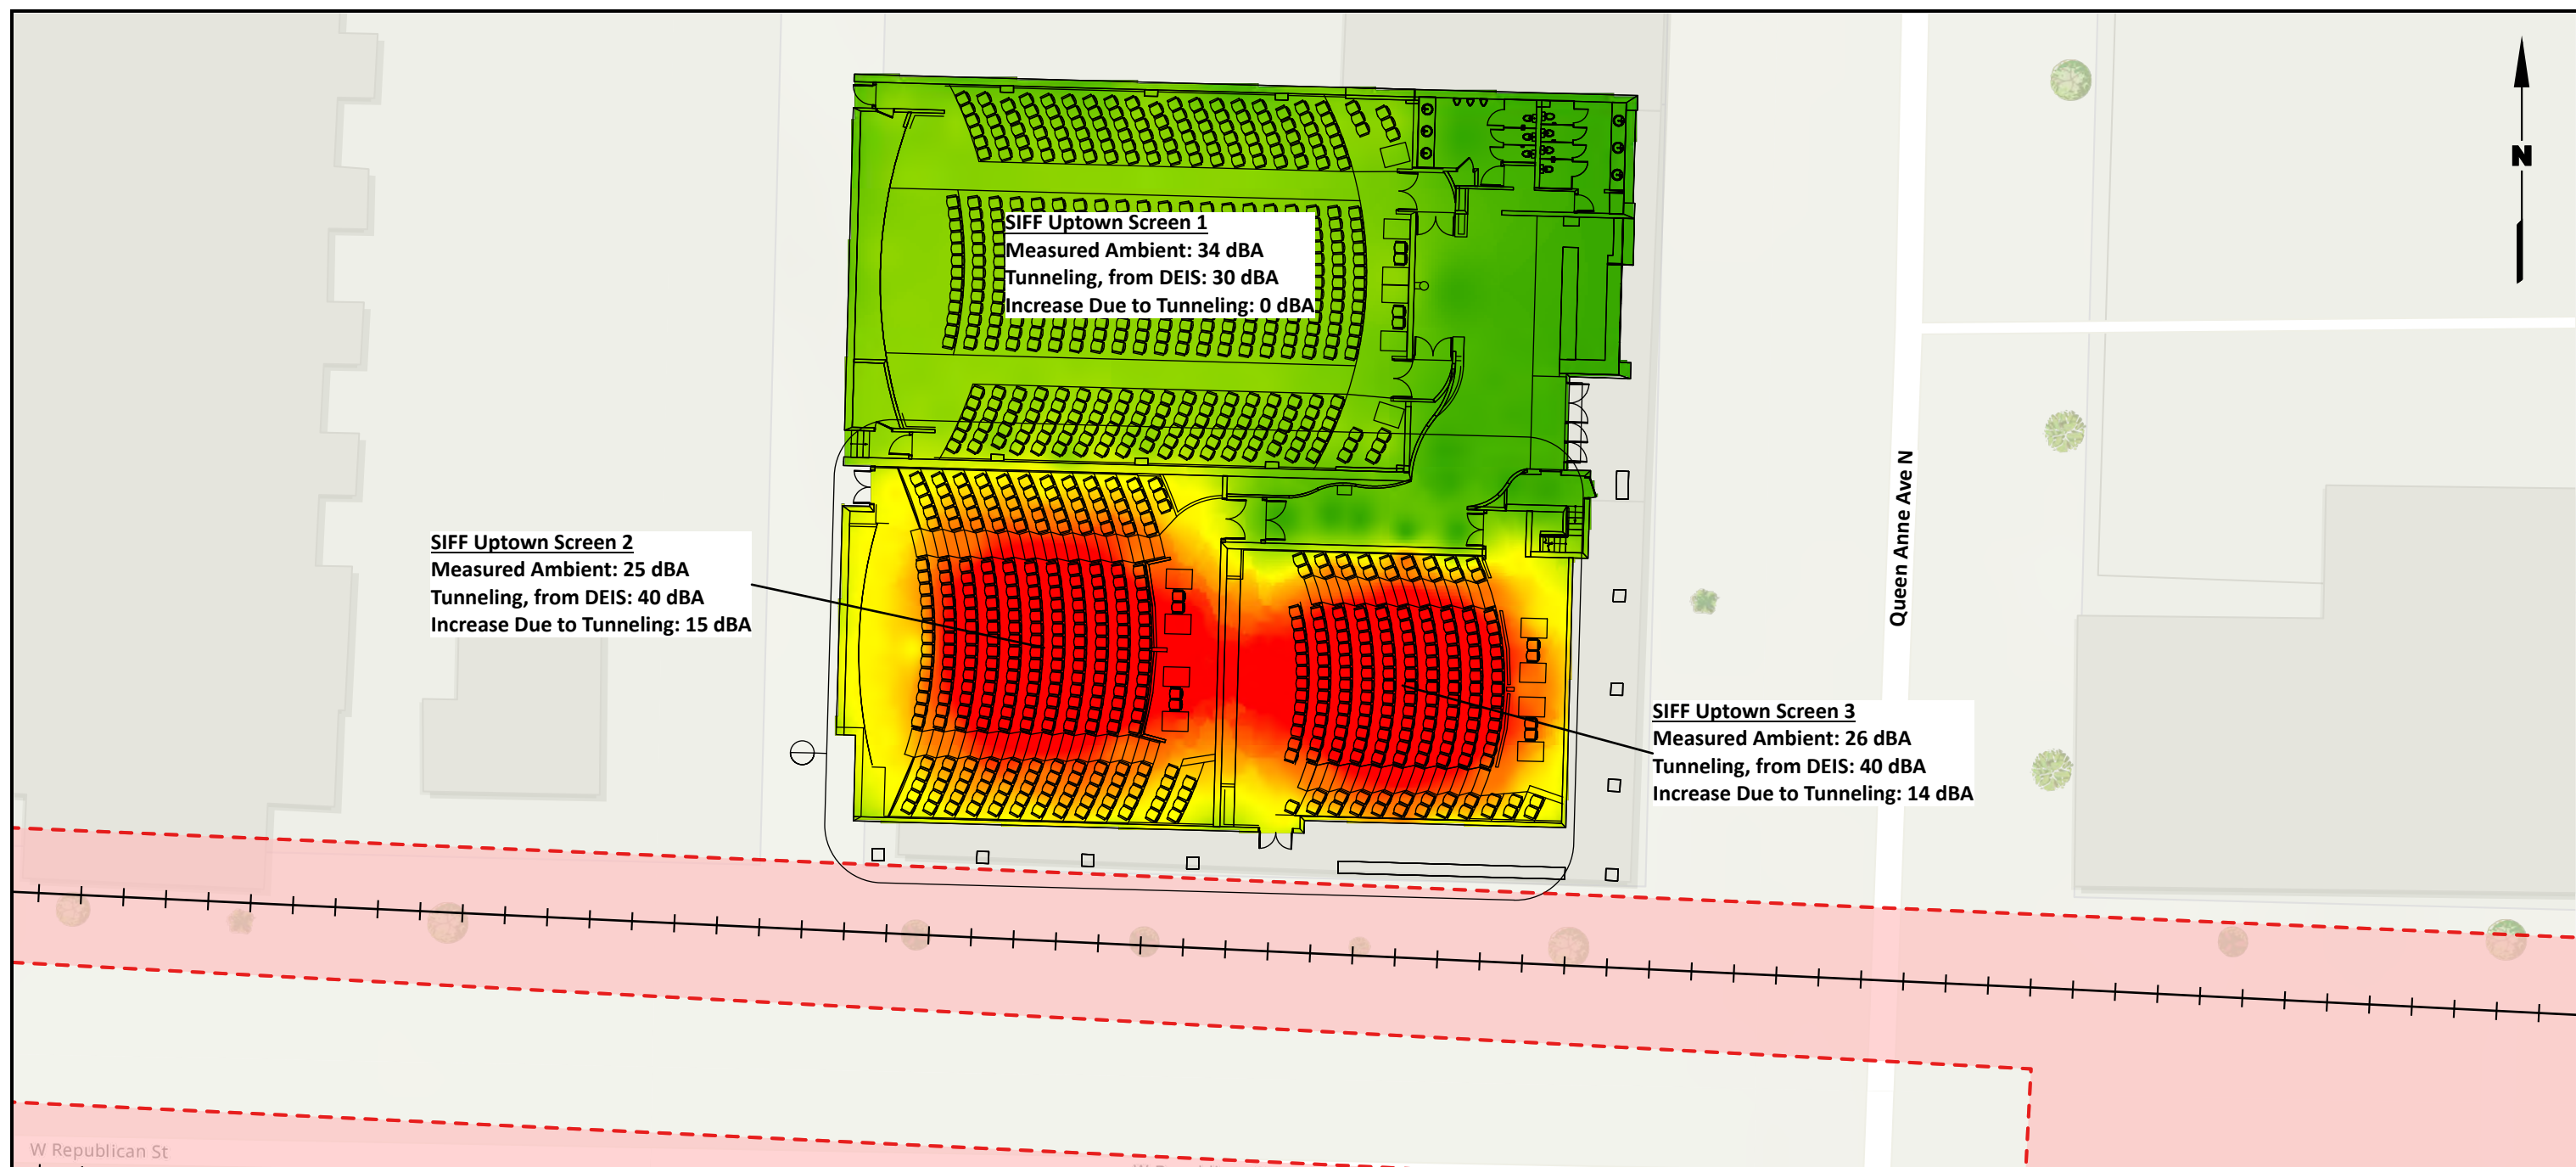 N
SIFF Uptown Screen 1
Measured Ambient: 34 dBA
Tunneling, from DEIS: 30 dBA
Increase Due to Tunneling: 0 dBA
SIFF Uptown Screen 2
Measured Ambient: 25 dBA
Tunneling, from DEIS: 40 dBA
Increase Due to Tunneling: 15 dBA
Queen Anne Ave N
SIFF Uptown Screen 3
Measured Ambient: 26 dBA
Tunneling, from DEIS: 40 dBA
Increase Due to Tunneling: 14 dBA
W Republican St